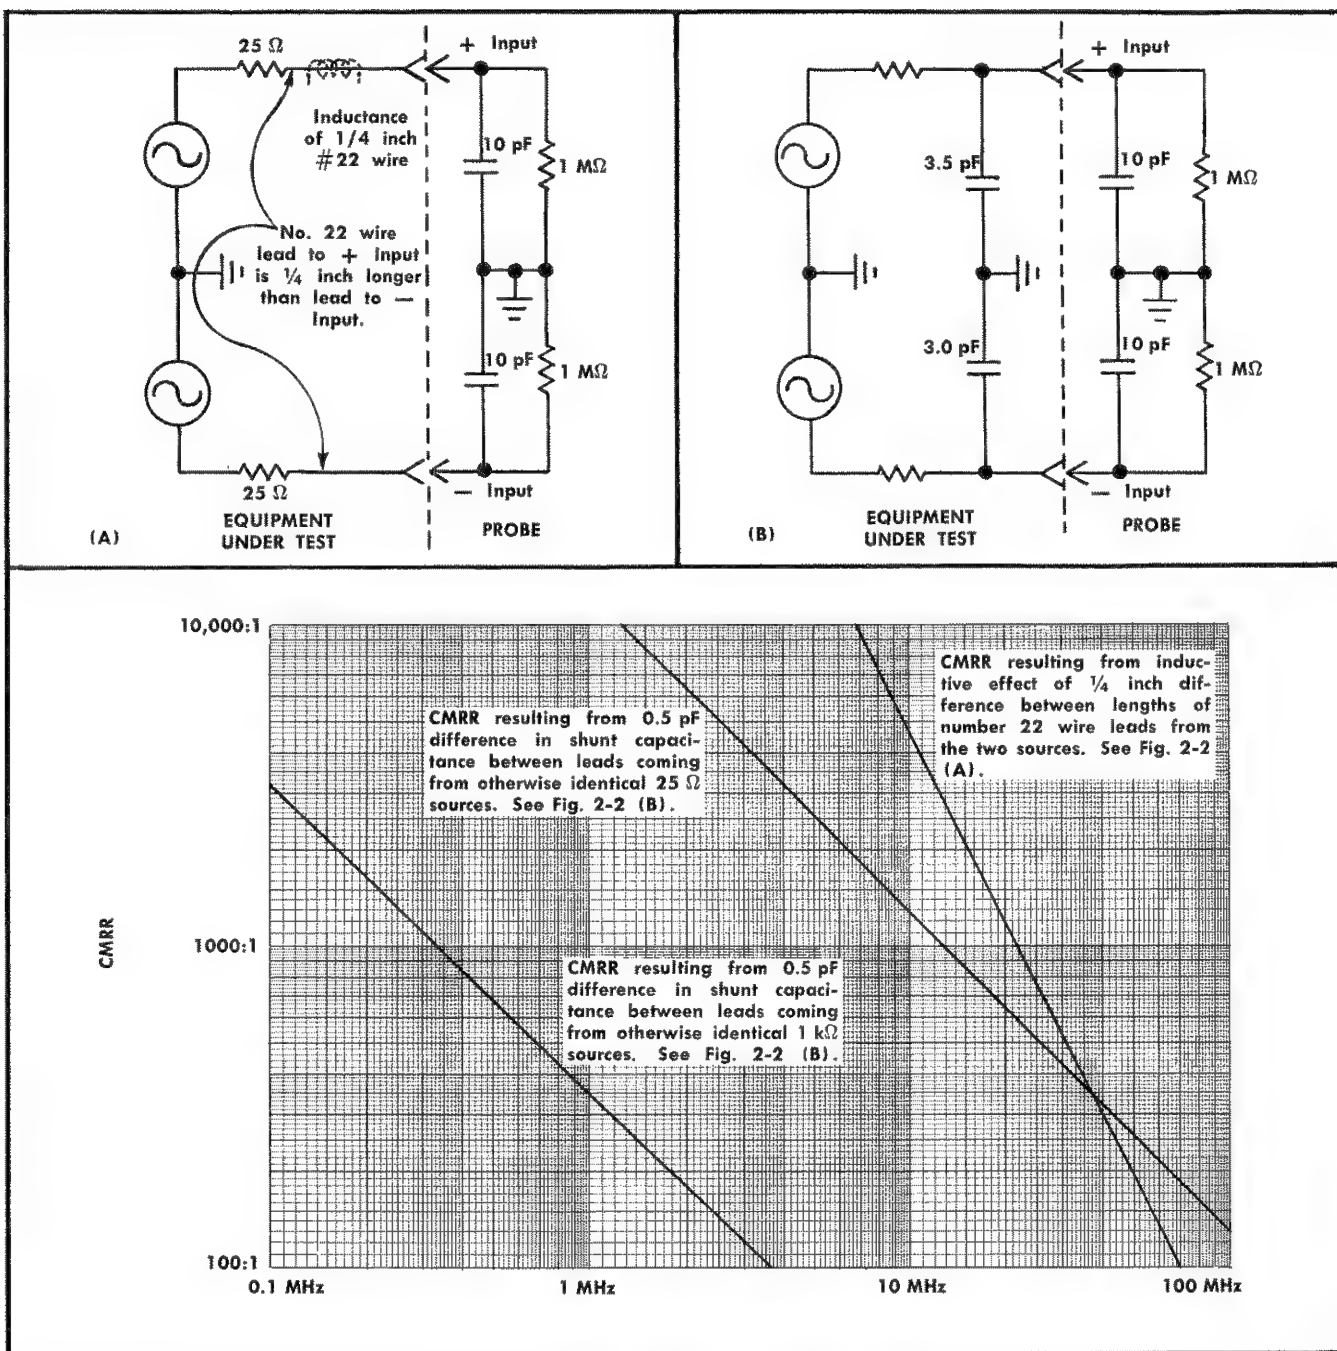 25 Ω
+ Input
Inductance
of 1/4 inch
#22 wire
10 pF
1 MΩ
No. 22 wire
lead to + Input
is ¼ inch longer
than lead to —
Input.
10 pF
1 MΩ
25 Ω
— Input
(A)
EQUIPMENT
UNDER TEST
PROBE
+ Input
3.5 pF
10 pF
1 MΩ
3.0 pF
10 pF
1 MΩ
— Input
(B)
EQUIPMENT
UNDER TEST
PROBE
10,000:1
CMRR resulting from induc-
tive effect of ¼ inch dif-
ference between lengths of
number 22 wire leads from
the two sources. See Fig. 2-2
(A).
CMRR resulting from 0.5 pF
difference in shunt capaci-
tance between leads coming
from otherwise identical 25 Ω
sources. See Fig. 2-2 (B).
CMRR
1000:1
CMRR resulting from 0.5 pF
difference in shunt capaci-
tance between leads coming
from otherwise identical 1 kΩ
sources. See Fig. 2-2 (B).
100:1
0.1 MHz
1 MHz
10 MHz
100 MHz